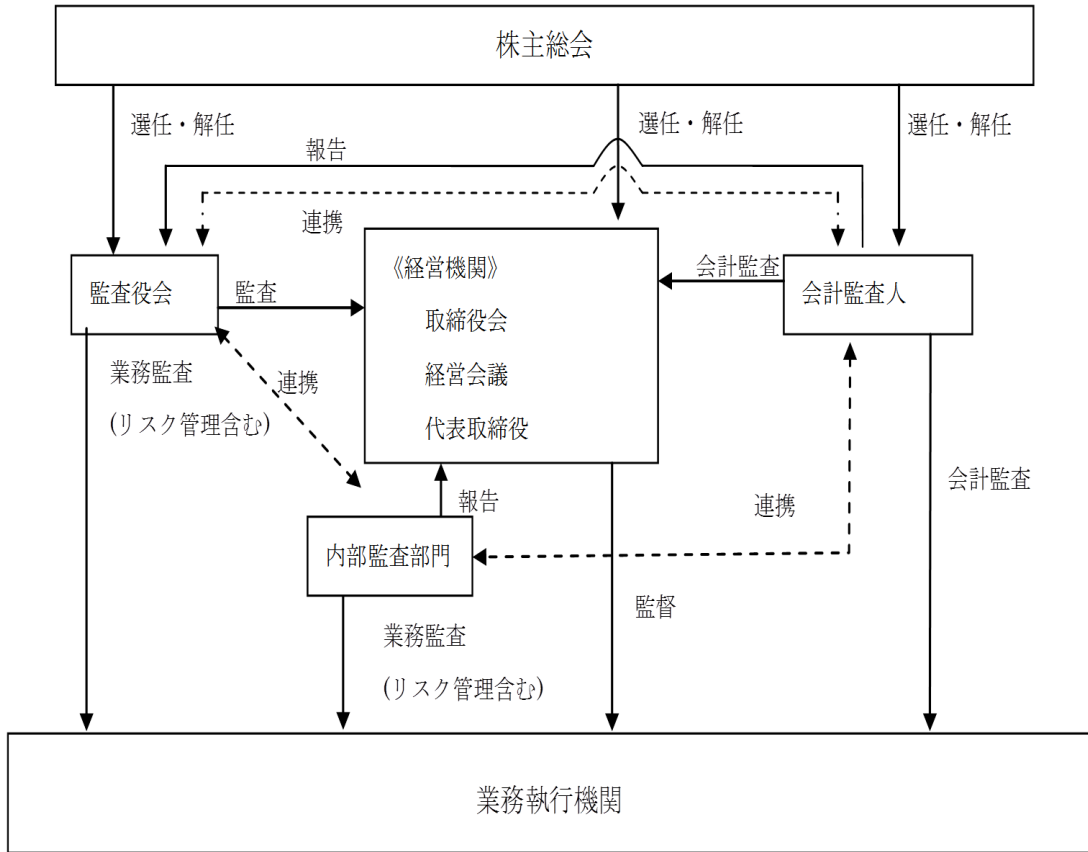 株主総会
選任・解任
選任・解任
選任・解任
報告
連携
監査役会
監査
《経営機関》
取締役会
経営会議
代表取締役
会計監査
会計監査人
業務監査
(リスク管理含む)
連携
報告
内部監査部門
連携
会計監査
業務監査
(リスク管理含む)
監督
業務執行機関